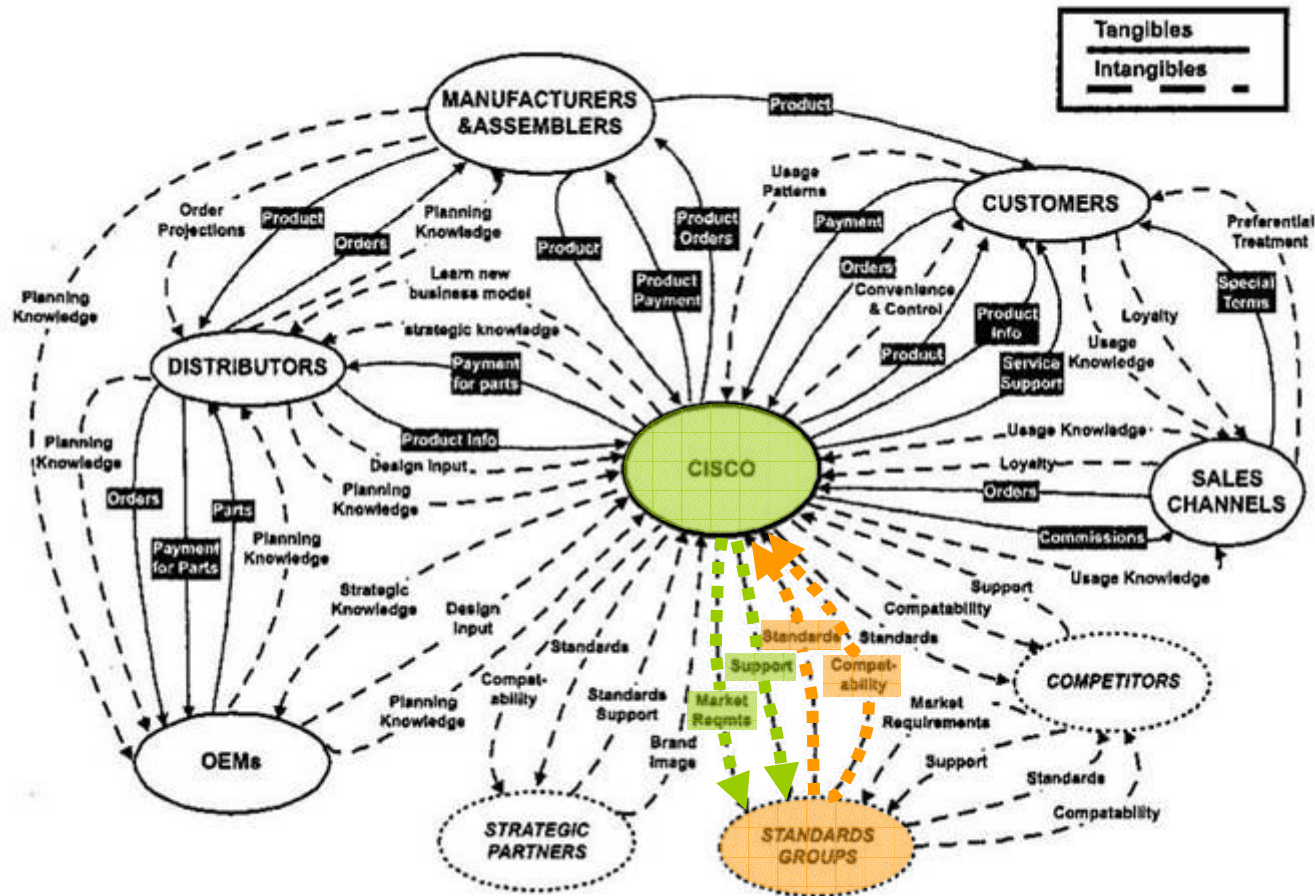 Tangibles
Intangibles
MANUFACTURERS
&ASSEMBLERS
Product
CUSTOMERS
Usage
Patterns
Payment
Orders
Convenience
& Control
Product
Product
Info
Service
Support
Loyalty
Usage
Knowledge
Preferential
Treatment
Special
Terms
Order
Projections
Product
Orders
Planning
Knowledge
Product
Product
Payment
Product
Orders
Planning
Knowledge
Learn new
business model
strategic knowledge
DISTRIBUTORS
Payment
for parts
Product Info
Design Input
Planning
Knowledge
CISCO
Usage Knowledge
Loyalty
Orders
Commissions
Usage Knowledge
SALES
CHANNELS
Planning
Knowledge
Orders
Payment
for Parts
Parts
Planning
Knowledge
Strategic
Knowledge
Design
Input
Planning
Knowledge
OEMs
Compat-
ability
Standards
Standards
Support
Brand
Image
STRATEGIC
PARTNERS
Market
Reqmts
Support
Standards
Compat-
ability
STANDARDS
GROUPS
Support
Compatability
Standards
COMPETITORS
Market
Requirements
Support
Standards
Compatability